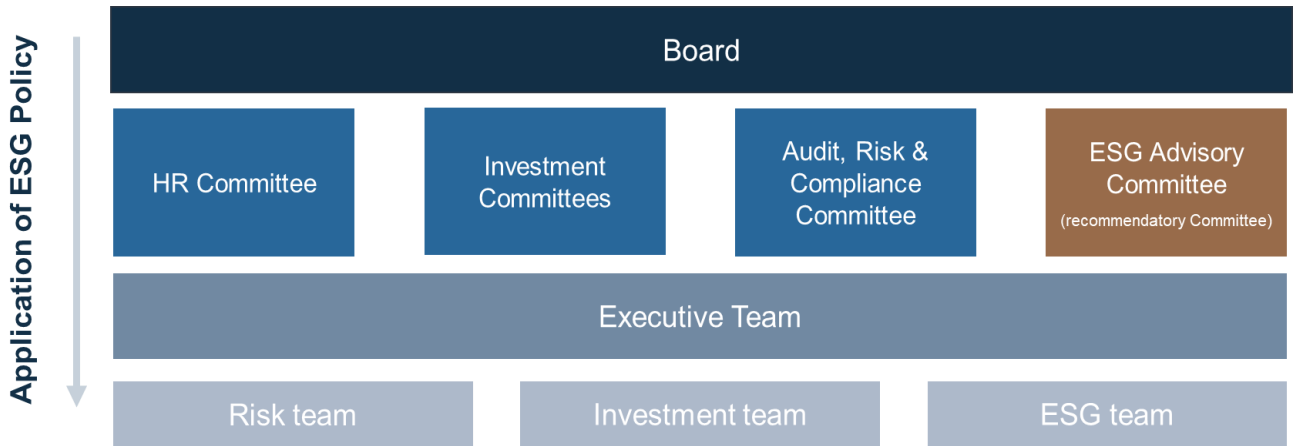 Application of ESG Policy
Board
HR Committee
Investment
Committees
Audit, Risk &
Compliance
Committee
ESG Advisory
Committee
(recommendatory Committee)
Executive Team
Risk team
Investment team
ESG team